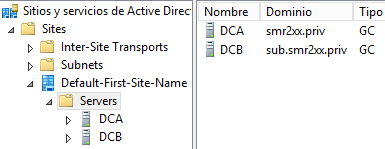 Sitios y servicios de Active Direct
Sites
Inter-Site Transports
Subnets
Default-First-Site-Name
Servers
DCA
DCB
Nombre Dominio Tipo
DCA smr2xx.priv GC
DCB sub.smr2xx.priv GC